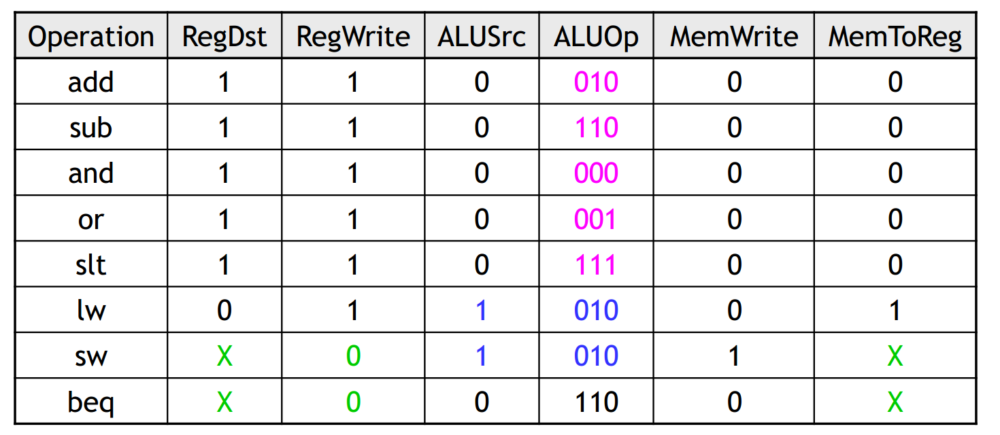 Operation RegDst RegWrite ALUSrc ALUOp MemWrite MemToReg
add 1 1 0 010 0 0
sub 1 1 0 110 0 0
and 1 1 0 000 0 0
or 1 1 0 001 0 0
slt 1 1 0 111 0 0
lw 0 1 1 010 0 1
sw X 0 1 010 1 X
beq X 0 0 110 0 X